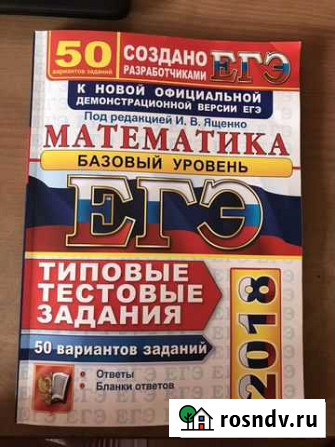 50
вариантов заданий
СОЗДАНО
РАЗРАБОТЧИКАМИ
ЕГЭ
К НОВОЙ ОФИЦИАЛЬНОЙ
ДЕМОНСТРАЦИОННОЙ ВЕРСИИ ЕГЭ
Под редакцией И. В. Ященко
МАТЕМАТИКА
БАЗОВЫЙ УРОВЕНЬ
ЕГЭ
ТИПОВЫЕ
ТЕСТОВЫЕ
ЗАДАНИЯ
50 вариантов заданий
Ответы
Бланки ответов
2018
rosndv.ru